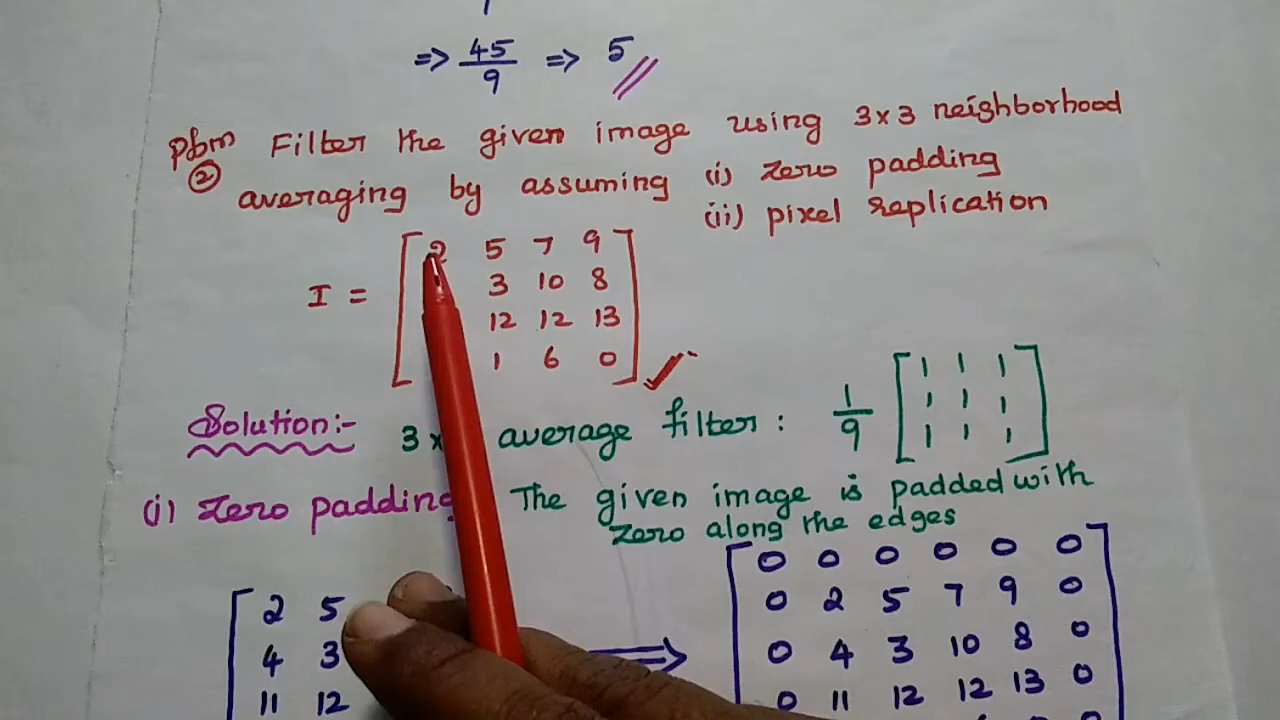 => 45/9 => 5
Pbm ② Filter the given image using 3x3 neighborhood
averaging by assuming (i) zero padding
(ii) pixel replication
2 5 7 9
I = 3 10 8
12 12 13
1 6 0
Solution:-
3x average filter : 1/9
1 1 1
1 1 1
1 1 1
(i) Zero padding The given image is padded with
zero along the edges
0 0 0 0 0 0
2 5 0 2 5 7 9 0
4 3 => 0 4 3 10 8 0
11 12 0 11 12 12 13 0